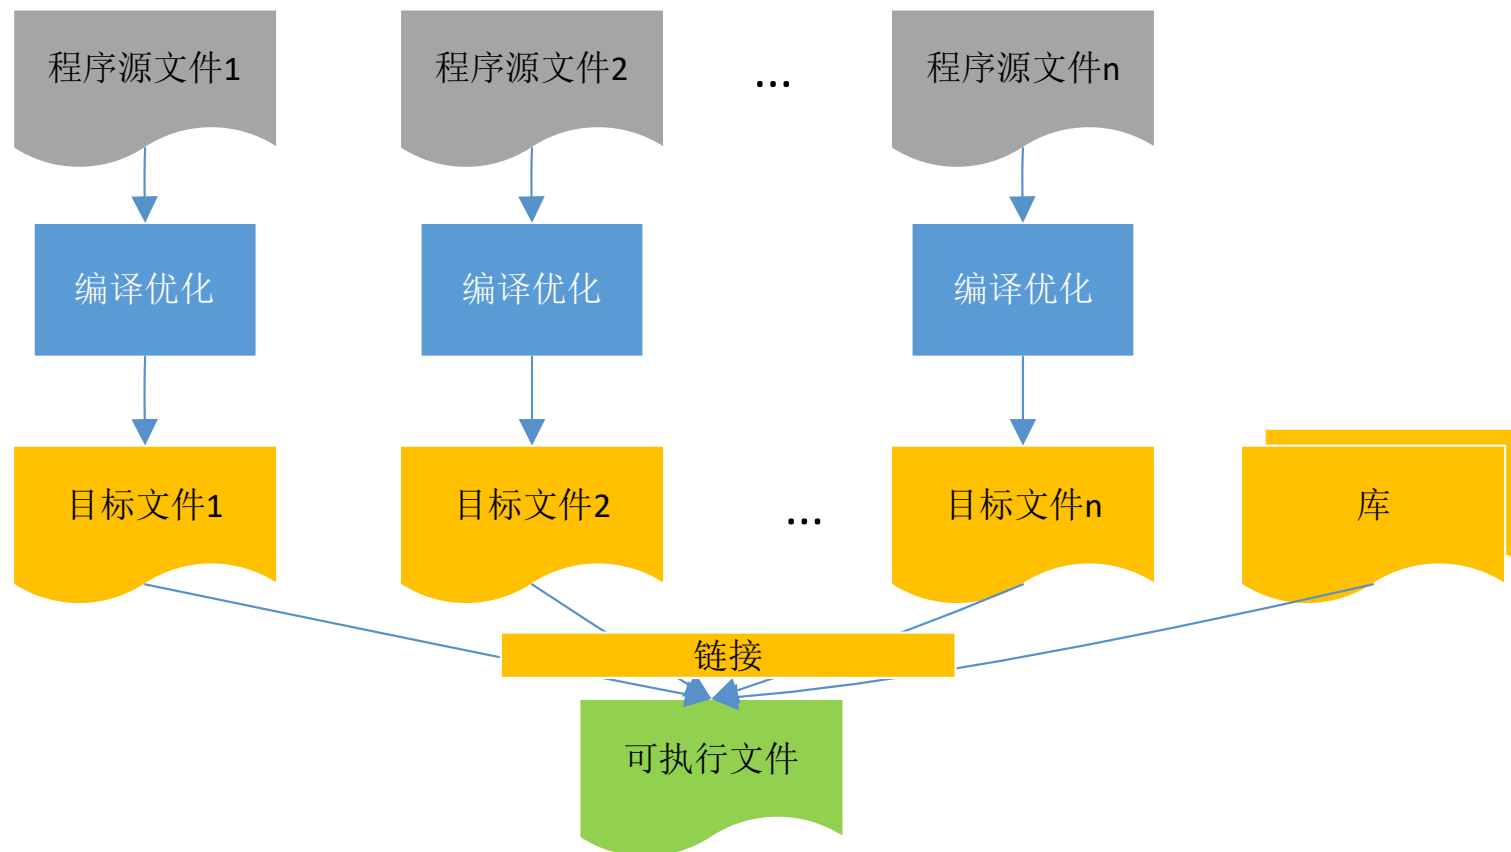 程序源文件1
程序源文件2
...
程序源文件n
编译优化
编译优化
编译优化
目标文件1
目标文件2
...
目标文件n
库
链接
可执行文件